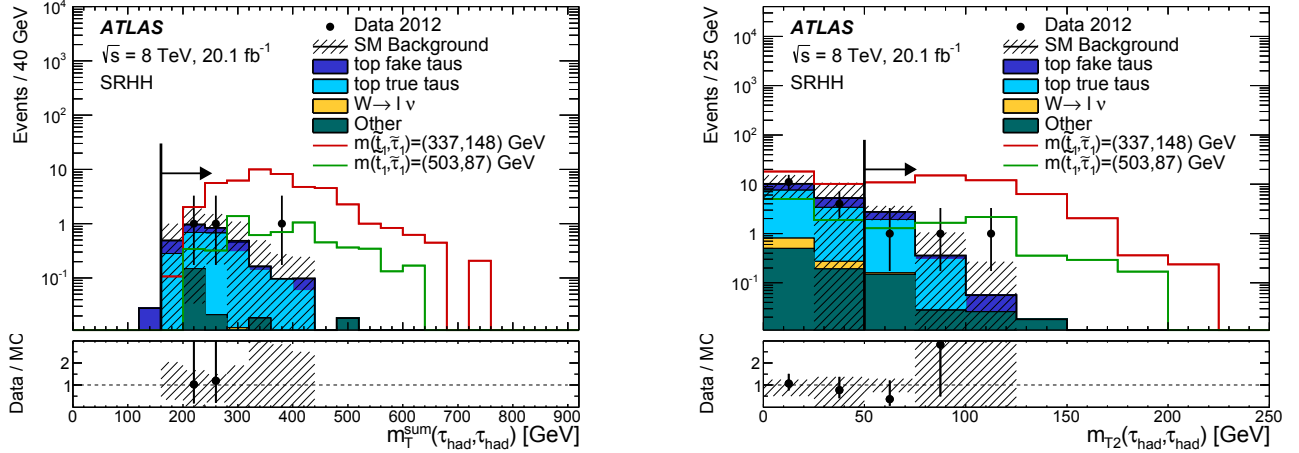 ATLAS
√s = 8 TeV, 20.1 fb⁻¹
SRHH
Data 2012
SM Background
top fake taus
top true taus
W→ l ν
Other
m(t̃₁,τ̃₁)=(337,148) GeV
m(t̃₁,τ̃₁)=(503,87) GeV
Events / 40 GeV
10⁴
10³
10²
10
1
10⁻¹
Data / MC
2
1
0 100 200 300 400 500 600 700 800 900
m_T^sum(τ_had,τ_had) [GeV]
ATLAS
√s = 8 TeV, 20.1 fb⁻¹
SRHH
Data 2012
SM Background
top fake taus
top true taus
W→ l ν
Other
m(t̃₁,τ̃₁)=(337,148) GeV
m(t̃₁,τ̃₁)=(503,87) GeV
Events / 25 GeV
10⁴
10³
10²
10
1
10⁻¹
Data / MC
2
1
0 50 100 150 200 250
m_T2(τ_had,τ_had) [GeV]